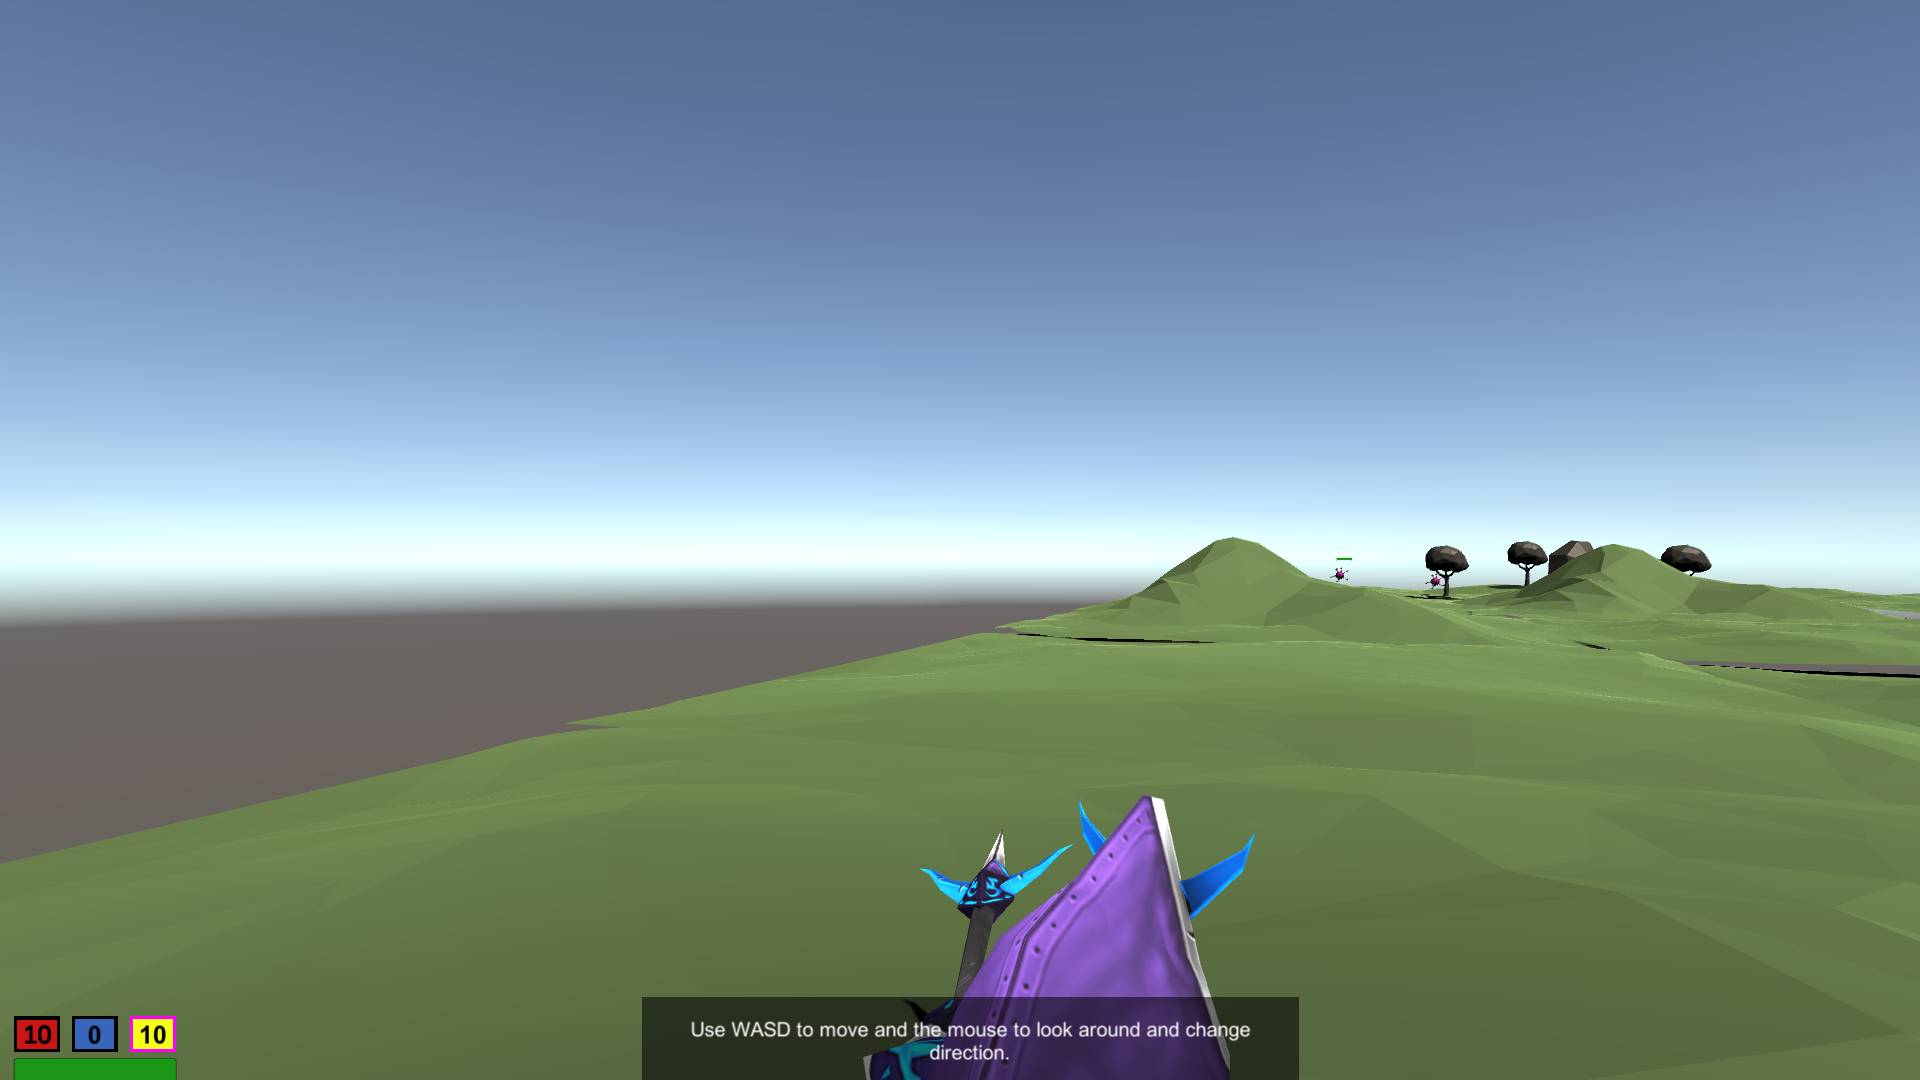 10 0 10
Use WASD to move and the mouse to look around and change
direction.